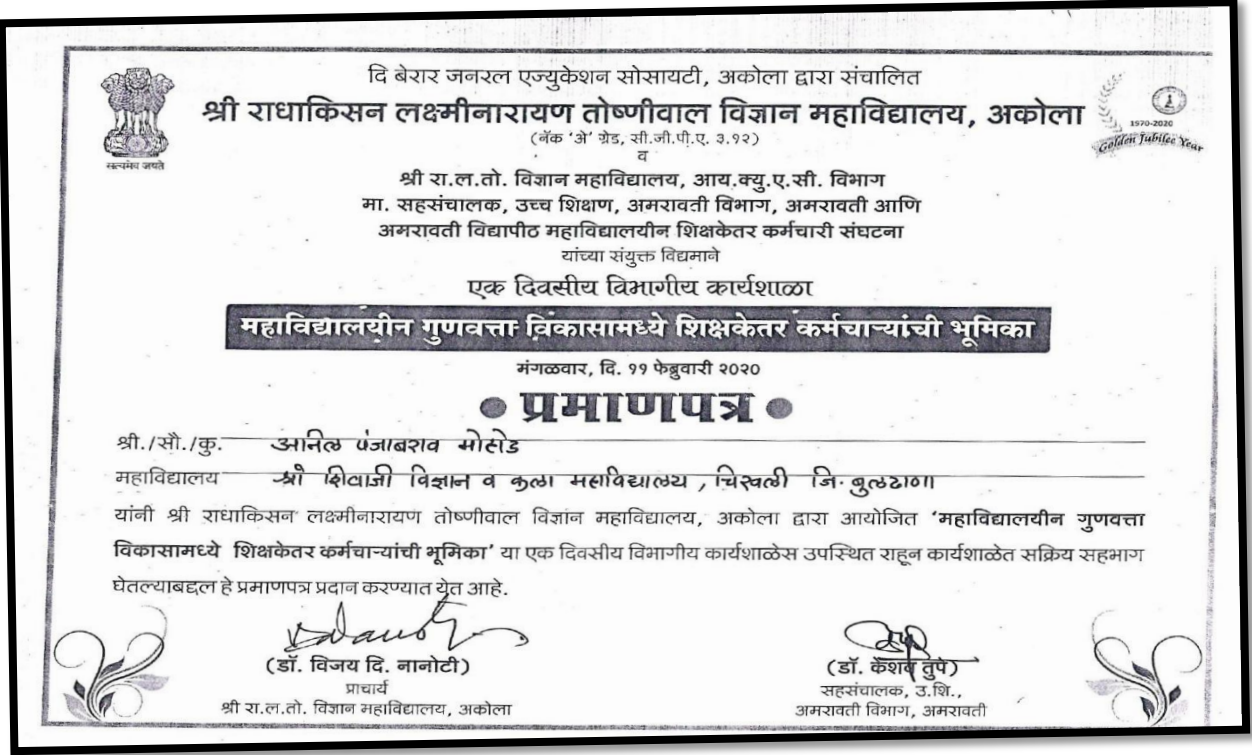 दि बेरार जनरल एज्युकेशन सोसायटी, अकोला द्वारा संचालित
श्री राधाकिसन लक्ष्मीनारायण तोष्णीवाल विज्ञान महाविद्यालय, अकोला
(नॅक 'अे' ग्रेड, सी.जी.पी.ए. ३.१२)
सत्यमेव जयते
1970-2020
Golden Jubilee Year
व
श्री रा.ल.तो. विज्ञान महाविद्यालय, आय.क्यु.ए.सी. विभाग
मा. सहसंचालक, उच्च शिक्षण, अमरावती विभाग, अमरावती आणि
अमरावती विद्यापीठ महाविद्यालयीन शिक्षकेतर कर्मचारी संघटना
यांच्या संयुक्त विद्यमाने
एक दिवसीय विभागीय कार्यशाळा
महाविद्यालयीन गुणवत्ता विकासामध्ये शिक्षकेतर कर्मचाऱ्यांची भूमिका
मंगळवार, दि. ११ फेब्रुवारी २०२०
• प्रमाणपत्र •
श्री./सौ./कु. अनिल पंजाबराव मोहोड
महाविद्यालय श्री शिवाजी विज्ञान व कला महाविद्यालय, चिखली जि. बुलढाणा
यांनी श्री राधाकिसन लक्ष्मीनारायण तोष्णीवाल विज्ञान महाविद्यालय, अकोला द्वारा आयोजित 'महाविद्यालयीन गुणवत्ता
विकासामध्ये शिक्षकेतर कर्मचाऱ्यांची भूमिका' या एक दिवसीय विभागीय कार्यशाळेस उपस्थित राहून कार्यशाळेत सक्रिय सहभाग
घेतल्याबद्दल हे प्रमाणपत्र प्रदान करण्यात येत आहे.
(डॉ. विजय दि. नानोटी)
प्राचार्य
श्री रा.ल.तो. विज्ञान महाविद्यालय, अकोला
(डॉ. केशव तुपे)
सहसंचालक, उ.शि.,
अमरावती विभाग, अमरावती